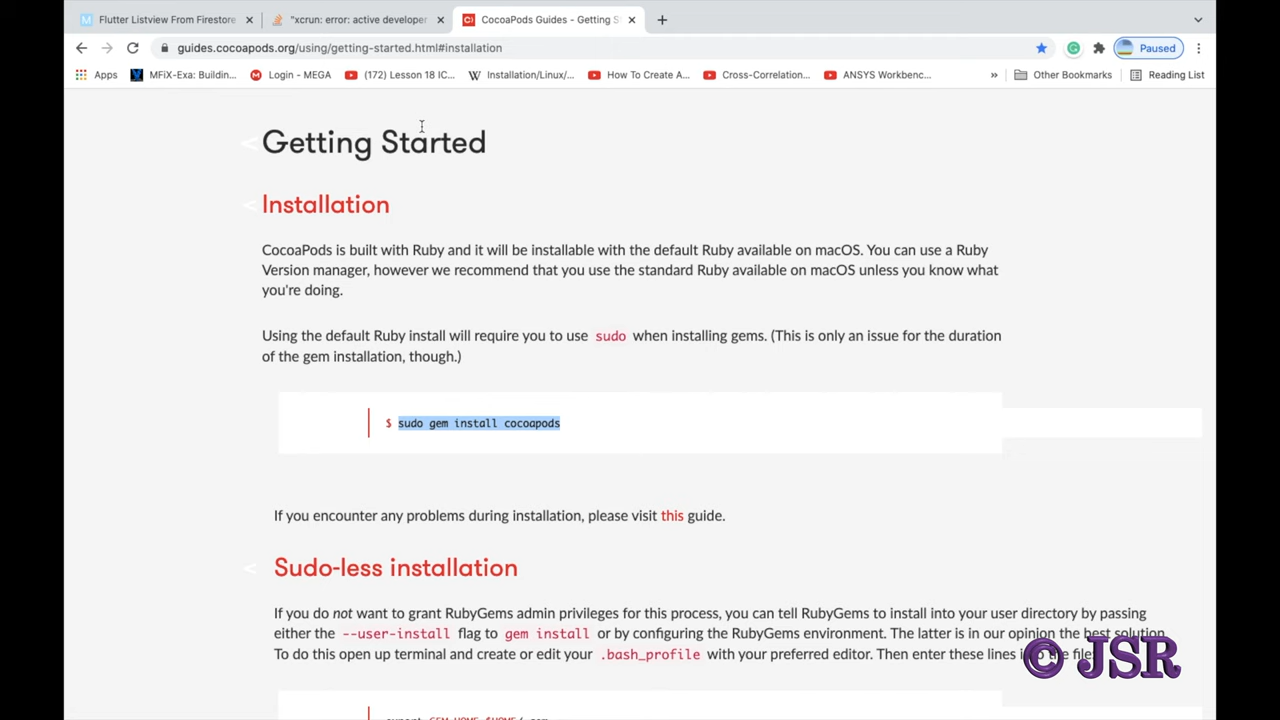 Flutter Listview From Firestore
"xcrun: error: active developer
CocoaPods Guides - Getting S
guides.cocoapods.org/using/getting-started.html#installation
Paused
Apps
MFiX-Exa: Buildin...
Login - MEGA
(172) Lesson 18 IC...
Installation/Linux/...
How To Create A...
Cross-Correlation...
ANSYS Workbenc...
»
Other Bookmarks
Reading List
< Getting Started
< Installation
CocoaPods is built with Ruby and it will be installable with the default Ruby available on macOS. You can use a Ruby
Version manager, however we recommend that you use the standard Ruby available on macOS unless you know what
you're doing.
Using the default Ruby install will require you to use sudo when installing gems. (This is only an issue for the duration
of the gem installation, though.)
$ sudo gem install cocoapods
If you encounter any problems during installation, please visit this guide.
< Sudo-less installation
If you do not want to grant RubyGems admin privileges for this process, you can tell RubyGems to install into your user directory by passing
either the --user-install flag to gem install or by configuring the RubyGems environment. The latter is in our opinion the best solution.
To do this open up terminal and create or edit your .bash_profile with your preferred editor. Then enter these lines into the file:
© JSR